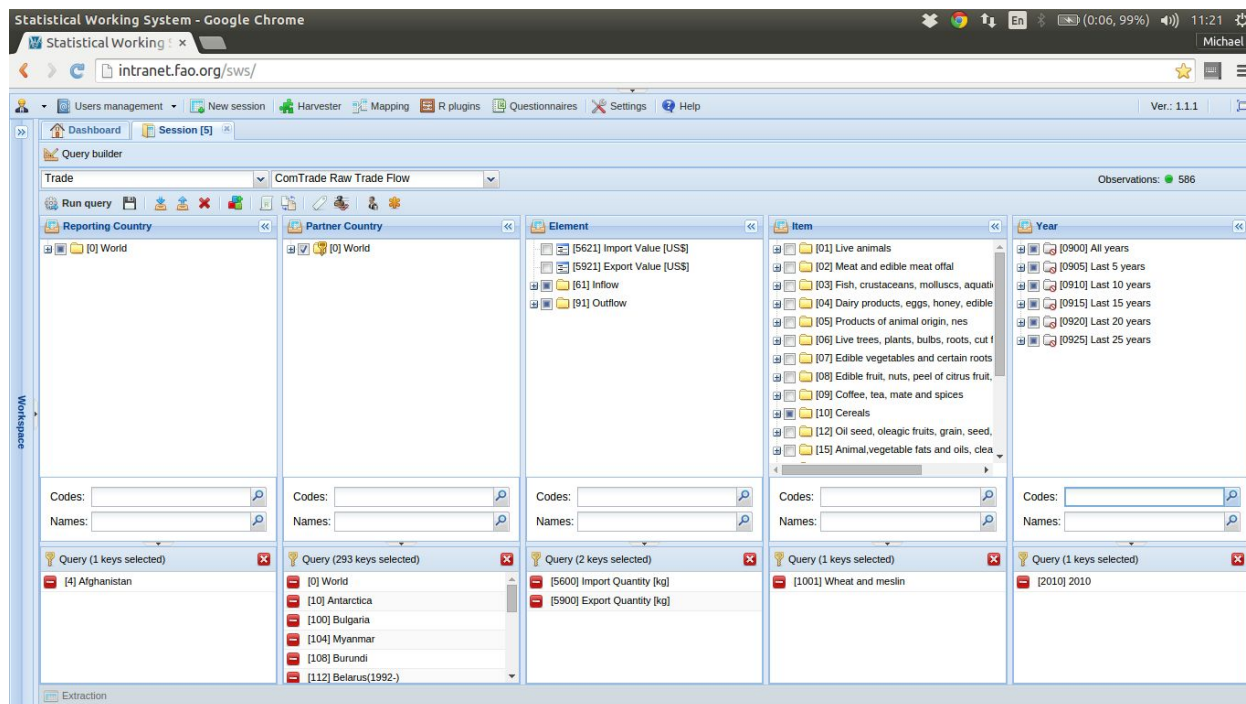 Statistical Working System - Google Chrome
En (0:06, 99%) 11:21
Statistical Working S ×
Michael
intranet.fao.org/sws/
Users management New session Harvester Mapping R plugins Questionnaires Settings Help Ver.: 1.1.1
Dashboard Session [5]
Query builder
Trade ComTrade Raw Trade Flow Observations: 586
Run query
Reporting Country Partner Country Element Item Year
[0] World
[0] World
[5621] Import Value [US$]
[5921] Export Value [US$]
[61] Inflow
[91] Outflow
[01] Live animals
[02] Meat and edible meat offal
[03] Fish, crustaceans, molluscs, aquati
[04] Dairy products, eggs, honey, edible
[05] Products of animal origin, nes
[06] Live trees, plants, bulbs, roots, cut f
[07] Edible vegetables and certain roots
[08] Edible fruit, nuts, peel of citrus fruit,
[09] Coffee, tea, mate and spices
[10] Cereals
[12] Oil seed, oleagic fruits, grain, seed,
[15] Animal,vegetable fats and oils, clea
[0900] All years
[0905] Last 5 years
[0910] Last 10 years
[0915] Last 15 years
[0920] Last 20 years
[0925] Last 25 years
Workspace
Codes: Codes: Codes: Codes: Codes:
Names: Names: Names: Names: Names:
Query (1 keys selected) Query (293 keys selected) Query (2 keys selected) Query (1 keys selected) Query (1 keys selected)
[4] Afghanistan
[0] World
[10] Antarctica
[100] Bulgaria
[104] Myanmar
[108] Burundi
[112] Belarus(1992-)
[5600] Import Quantity [kg]
[5900] Export Quantity [kg]
[1001] Wheat and meslin
[2010] 2010
Extraction